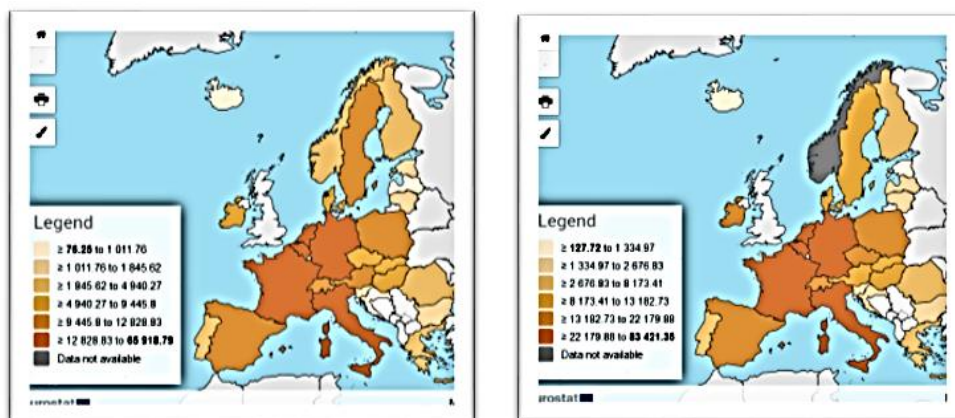 Legend
≥ 76.25 to 1 011.76
≥ 1 011.76 to 1 845.62
≥ 1 845.62 to 4 940.27
≥ 4 940.27 to 9 445.8
≥ 9 445.8 to 12 828.83
≥ 12 828.83 to 65 918.79
Data not available
eurostat
Legend
≥ 127.72 to 1 334.97
≥ 1 334.97 to 2 676.83
≥ 2 676.83 to 8 173.41
≥ 8 173.41 to 13 182.73
≥ 13 182.73 to 22 179.88
≥ 22 179.88 to 83 421.35
Data not available
urostat